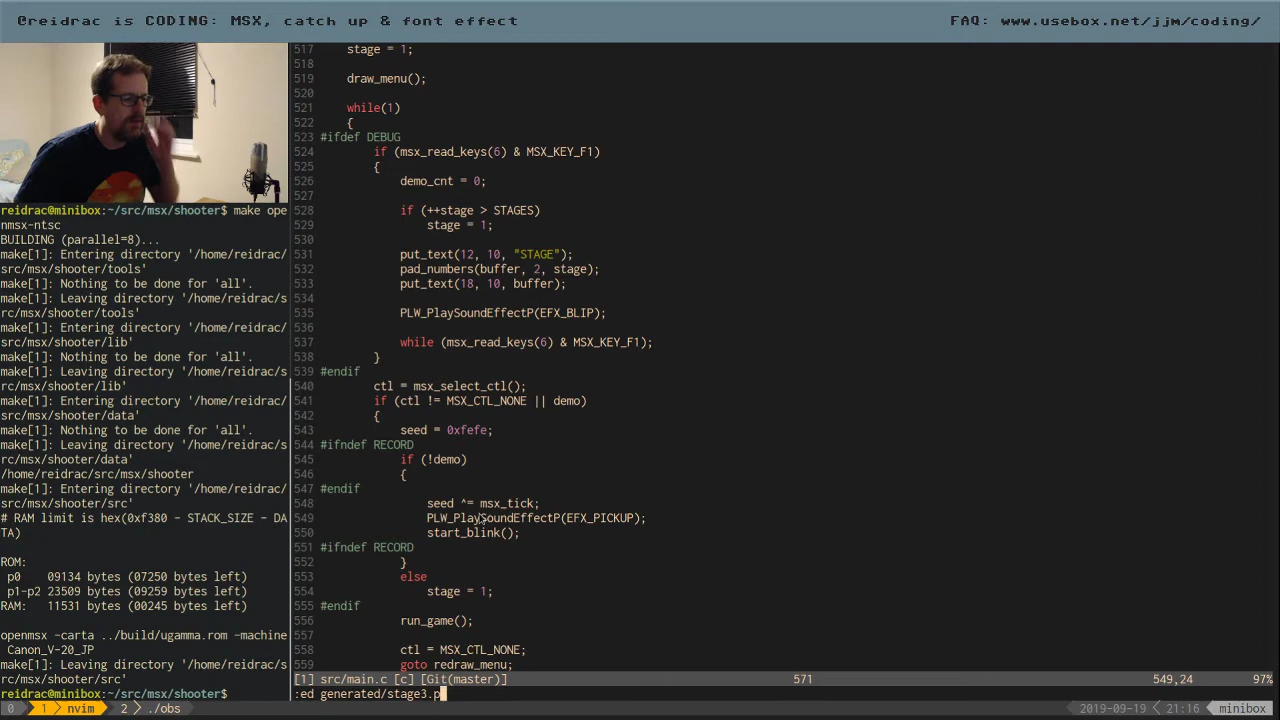 @reidrac is CODING: MSX, catch up & font effect
FAQ: www.usebox.net/jjm/coding/
reidrac@minibox:~/src/msx/shooter$ make ope
nmsx-ntsc
BUILDING (parallel=8)...
make[1]: Entering directory '/home/reidrac/
src/msx/shooter/tools'
make[1]: Nothing to be done for 'all'.
make[1]: Leaving directory '/home/reidrac/s
rc/msx/shooter/tools'
make[1]: Entering directory '/home/reidrac/
src/msx/shooter/lib'
make[1]: Nothing to be done for 'all'.
make[1]: Leaving directory '/home/reidrac/s
rc/msx/shooter/lib'
make[1]: Entering directory '/home/reidrac/
src/msx/shooter/data'
make[1]: Nothing to be done for 'all'.
make[1]: Leaving directory '/home/reidrac/s
rc/msx/shooter/data'
/home/reidrac/src/msx/shooter
make[1]: Entering directory '/home/reidrac/
src/msx/shooter/src'
# RAM limit is hex(0xf380 - STACK_SIZE - DA
TA)
ROM:
p0    09134 bytes (07250 bytes left)
p1-p2 23509 bytes (09259 bytes left)
RAM:   11531 bytes (00245 bytes left)
openmsx -carta ../build/ugamma.rom -machine
Canon_V-20_JP
make[1]: Leaving directory '/home/reidrac/s
rc/msx/shooter/src'
reidrac@minibox:~/src/msx/shooter$
517     stage = 1;
518
519     draw_menu();
520
521     while(1)
522     {
523 #ifdef DEBUG
524         if (msx_read_keys(6) & MSX_KEY_F1)
525         {
526             demo_cnt = 0;
527
528             if (++stage > STAGES)
529                 stage = 1;
530
531             put_text(12, 10, "STAGE");
532             pad_numbers(buffer, 2, stage);
533             put_text(18, 10, buffer);
534
535             PLW_PlaySoundEffectP(EFX_BLIP);
536
537             while (msx_read_keys(6) & MSX_KEY_F1);
538         }
539 #endif
540         ctl = msx_select_ctl();
541         if (ctl != MSX_CTL_NONE || demo)
542         {
543             seed = 0xfefe;
544 #ifndef RECORD
545             if (!demo)
546             {
547 #endif
548                 seed ^= msx_tick;
549                 PLW_PlaySoundEffectP(EFX_PICKUP);
550                 start_blink();
551 #ifndef RECORD
552             }
553             else
554                 stage = 1;
555 #endif
556             run_game();
557
558             ctl = MSX_CTL_NONE;
559             goto redraw_menu;
[1] src/main.c [c] [Git(master)] 571 549,24 97%
:ed generated/stage3.p
0 1 nvim 2 ./obs 2019-09-19 21:16 minibox